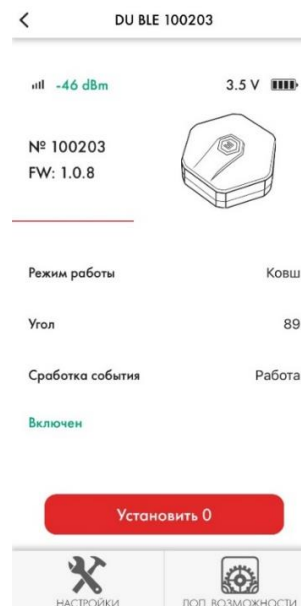 DU BLE 100203
-46 dBm 3.5 V
№ 100203
FW: 1.0.8
Режим работы Ковш
Угол 89
Сработка события Работа
Включен
Установить 0
НАСТРОЙКИ ДОП. ВОЗМОЖНОСТИ